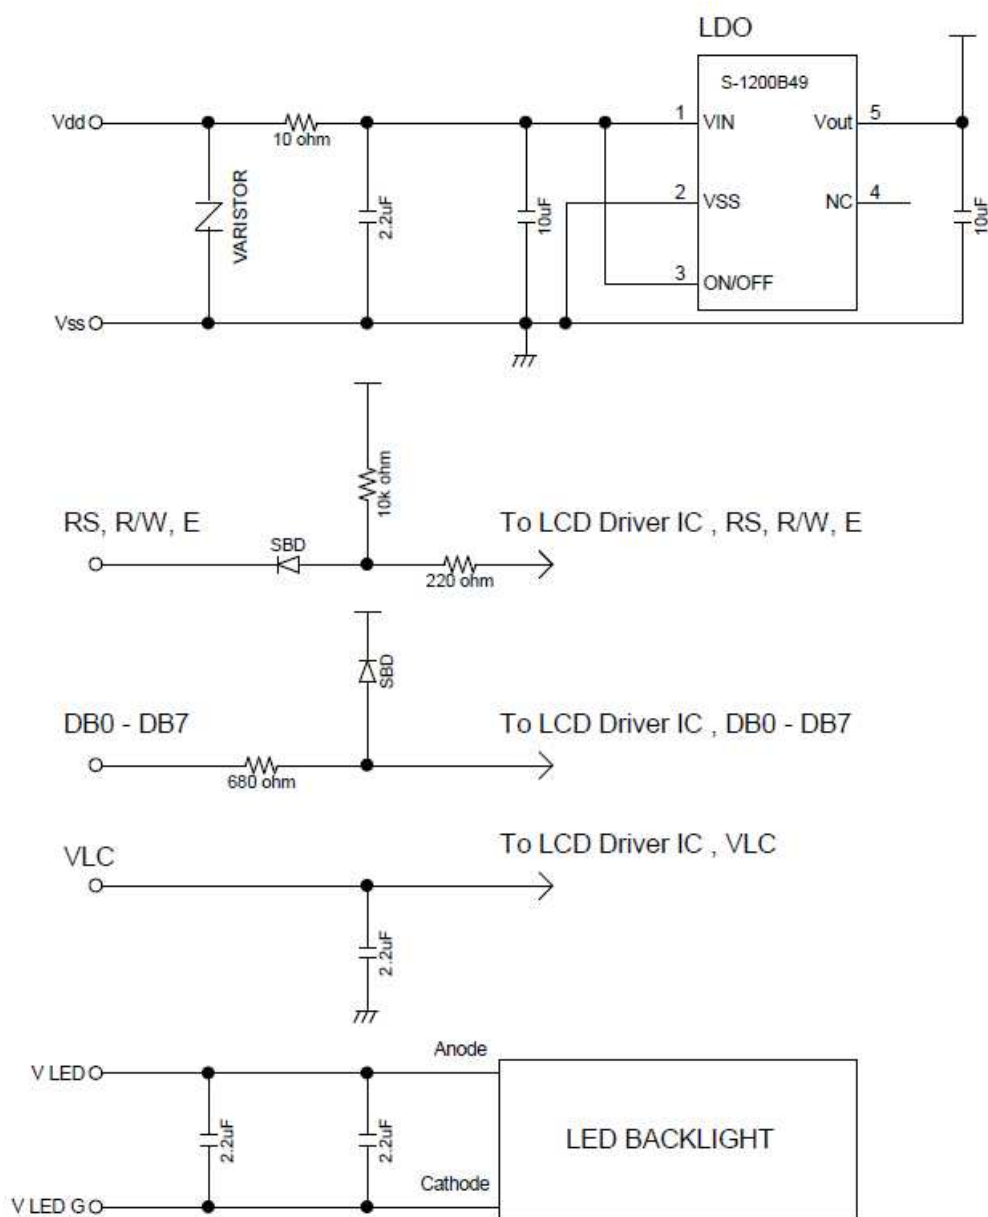 LDO
S-1200B49
Vdd
10 ohm
1
VIN
Vout
5
VARISTOR
2.2uF
10uF
2
VSS
NC
4
10uF
3
ON/OFF
Vss
10k ohm
RS, R/W, E
To LCD Driver IC , RS, R/W, E
SBD
220 ohm
SBD
DB0 - DB7
To LCD Driver IC , DB0 - DB7
680 ohm
VLC
To LCD Driver IC , VLC
2.2uF
Anode
V LED
2.2uF
2.2uF
LED BACKLIGHT
Cathode
V LED G